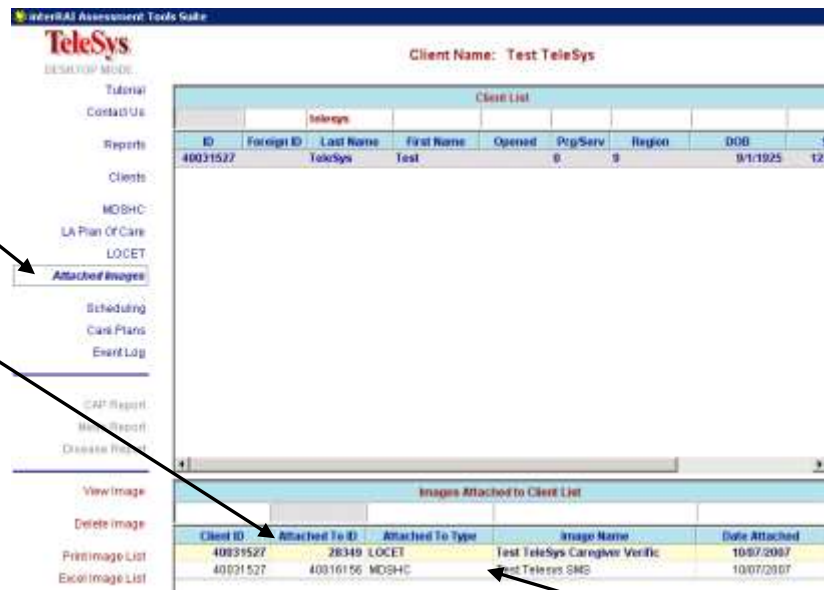 interRAI Assessment Tools Suite
TeleSys
DESKTOP MODE
Client Name: Test TeleSys
Tutorial
Contact Us
Reports
Clients
MDSHC
LA Plan Of Care
LOCET
Attached Images
Scheduling
Care Plans
Event Log
CAP Report
Meds Report
Disease Report
View Image
Delete Image
Print Image List
Excel Image List
Client List
telesys
ID Foreign ID Last Name First Name Opened Prg/Serv Region DOB
40031527 TeleSys Test 0 9 9/1/1925 12
Images Attached to Client List
Client ID Attached To ID Attached To Type Image Name Date Attached
40031527 28349 LOCET Test TeleSys Caregiver Verific 10/07/2007
40031527 40016156 MDSHC Test Telesys SMS 10/07/2007